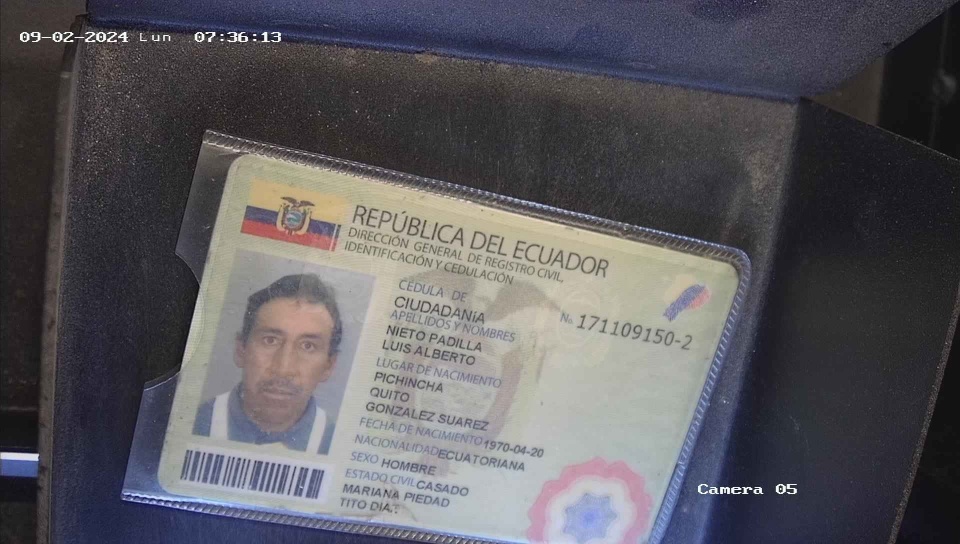 09-02-2024 Lun 07:36:13
REPÚBLICA DEL ECUADOR
DIRECCIÓN GENERAL DE REGISTRO CIVIL,
IDENTIFICACIÓN Y CEDULACIÓN
CÉDULA DE
CIUDADANÍA
No. 171109150-2
APELLIDOS Y NOMBRES
NIETO PADILLA
LUIS ALBERTO
LUGAR DE NACIMIENTO
PICHINCHA
QUITO
GONZALEZ SUAREZ
FECHA DE NACIMIENTO 1970-04-20
NACIONALIDAD ECUATORIANA
SEXO HOMBRE
ESTADO CIVIL CASADO
MARIANA PIEDAD
TITO DIAZ
Camera 05